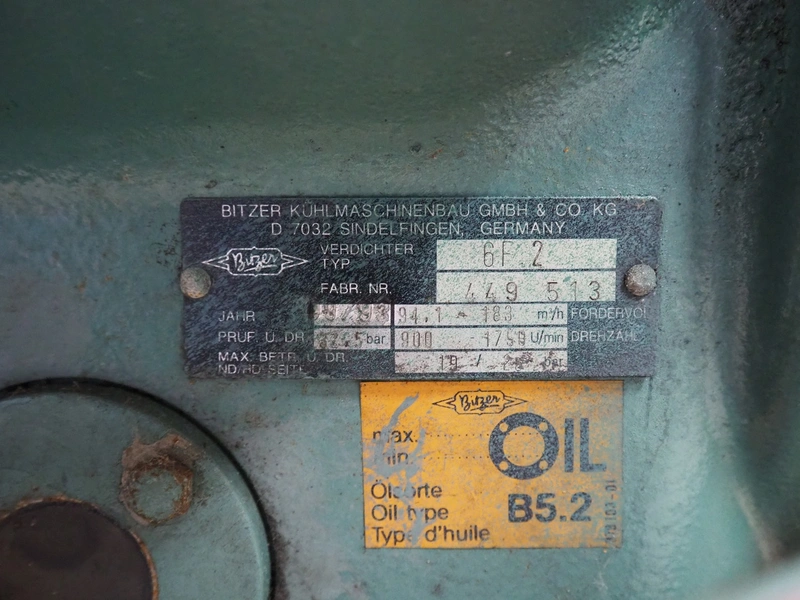 BITZER KÜHLMASCHINENBAU GMBH & CO. KG
D 7032 SINDELFINGEN, GERMANY
Bitzer
VERDICHTER
TYP
6F.2
FABR. NR.
449 513
JAHR
94.1 - 183 m³/h FÖRDERVOL
PRÜF. Ü. DR.
bar 900 1750 U/min DREHZAHL
MAX. BETR. Ü. DR.
ND/HD-SEITE
19 /
bar
Bitzer
max.
min.
OIL
Ölsorte
Oil type
Type d'huile
B5.2